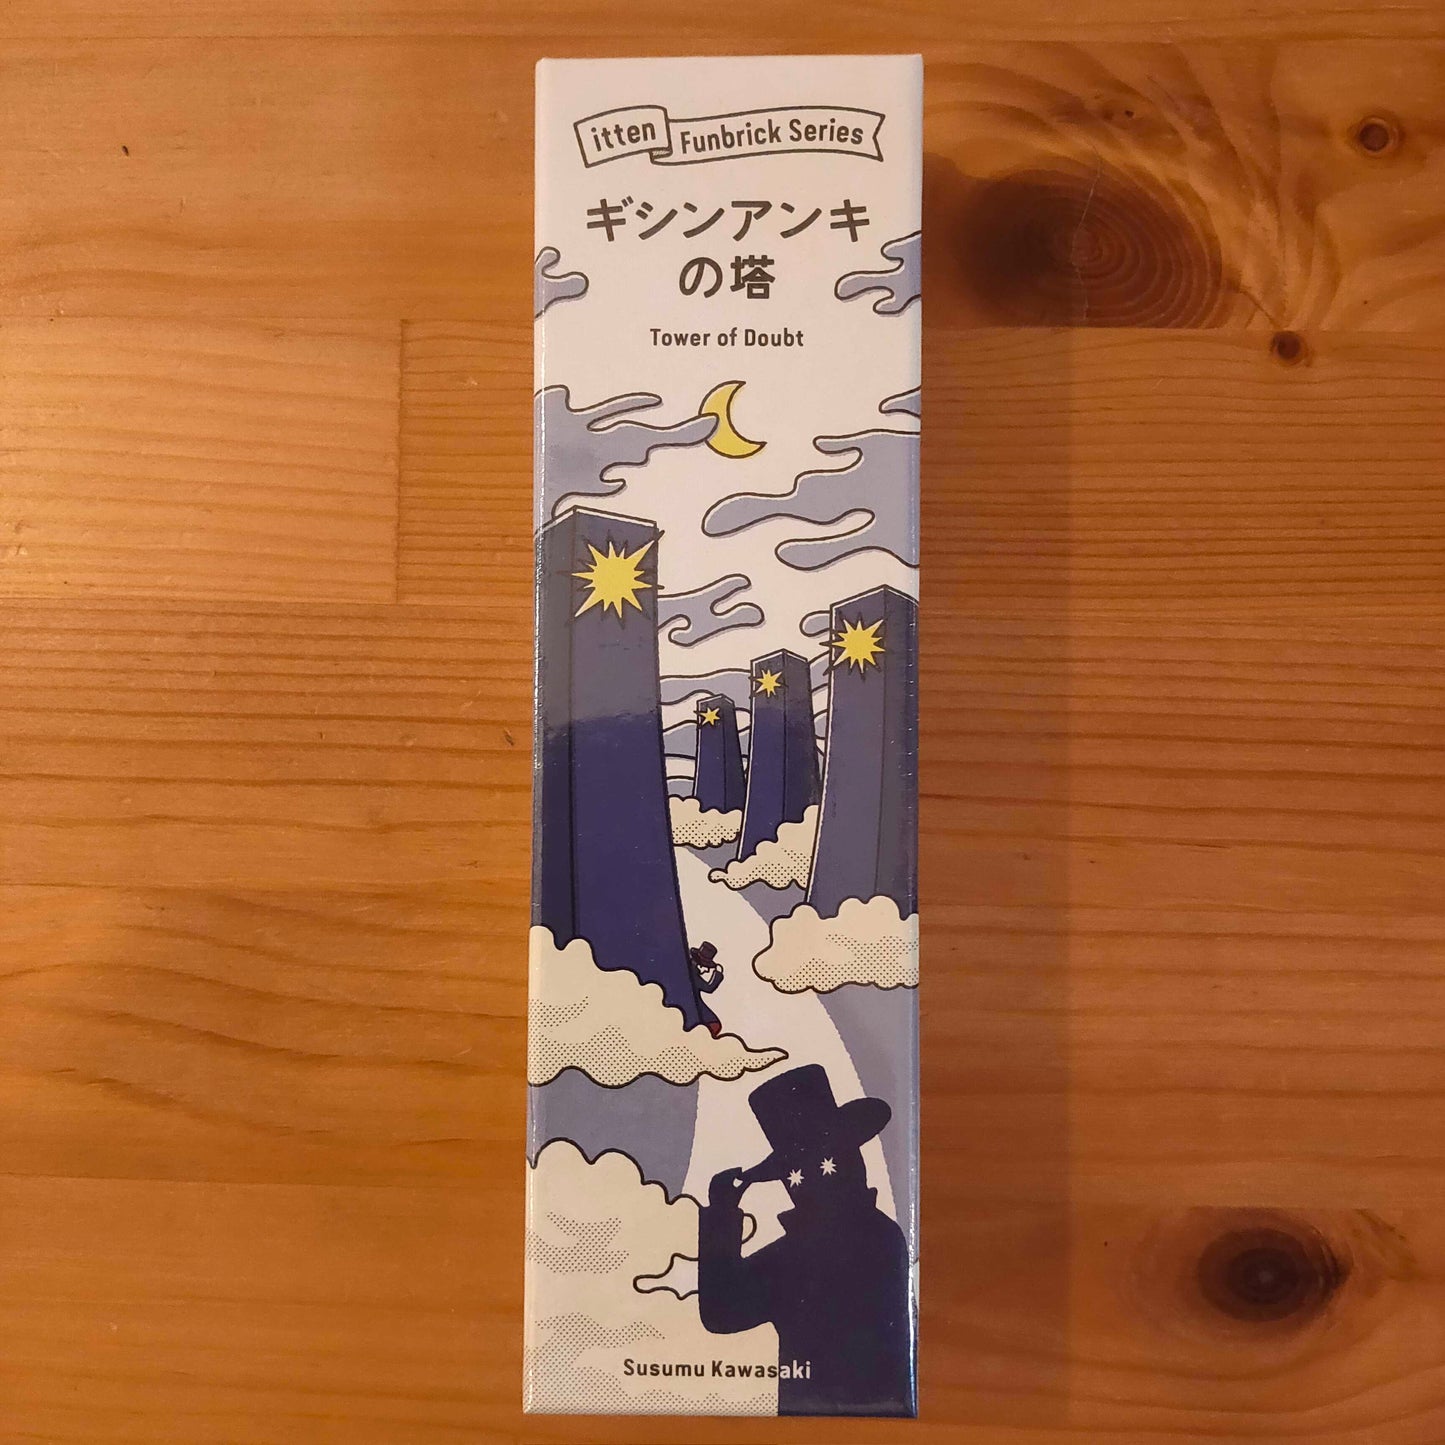 itten Funbrick Series
ギシンアンキ
の塔
Tower of Doubt
Susumu Kawasaki